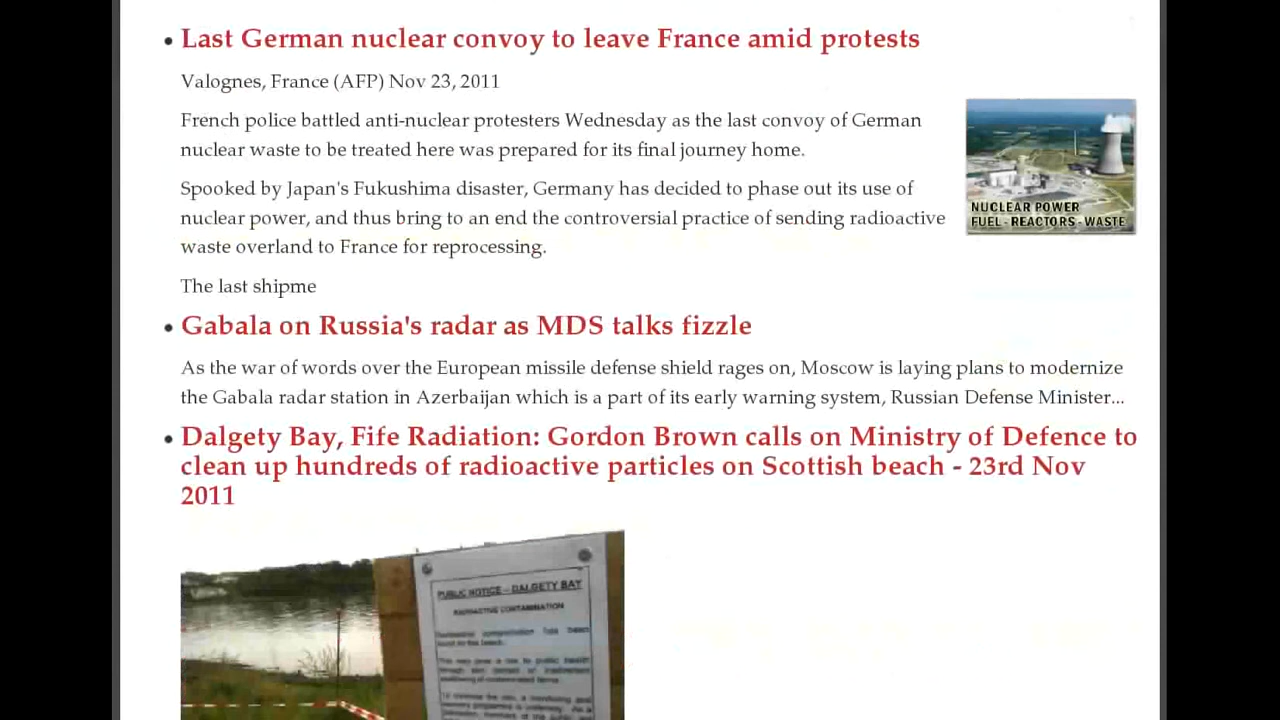 Last German nuclear convoy to leave France amid protests
Valognes, France (AFP) Nov 23, 2011
French police battled anti-nuclear protesters Wednesday as the last convoy of German
nuclear waste to be treated here was prepared for its final journey home.
NUCLEAR POWER
FUEL - REACTORS - WASTE
Spooked by Japan's Fukushima disaster, Germany has decided to phase out its use of
nuclear power, and thus bring to an end the controversial practice of sending radioactive
waste overland to France for reprocessing.
The last shipme
Gabala on Russia's radar as MDS talks fizzle
As the war of words over the European missile defense shield rages on, Moscow is laying plans to modernize
the Gabala radar station in Azerbaijan which is a part of its early warning system, Russian Defense Minister...
Dalgety Bay, Fife Radiation: Gordon Brown calls on Ministry of Defence to
clean up hundreds of radioactive particles on Scottish beach - 23rd Nov
2011
PUBLIC NOTICE - DALGETY BAY
RADIOACTIVE CONTAMINATION